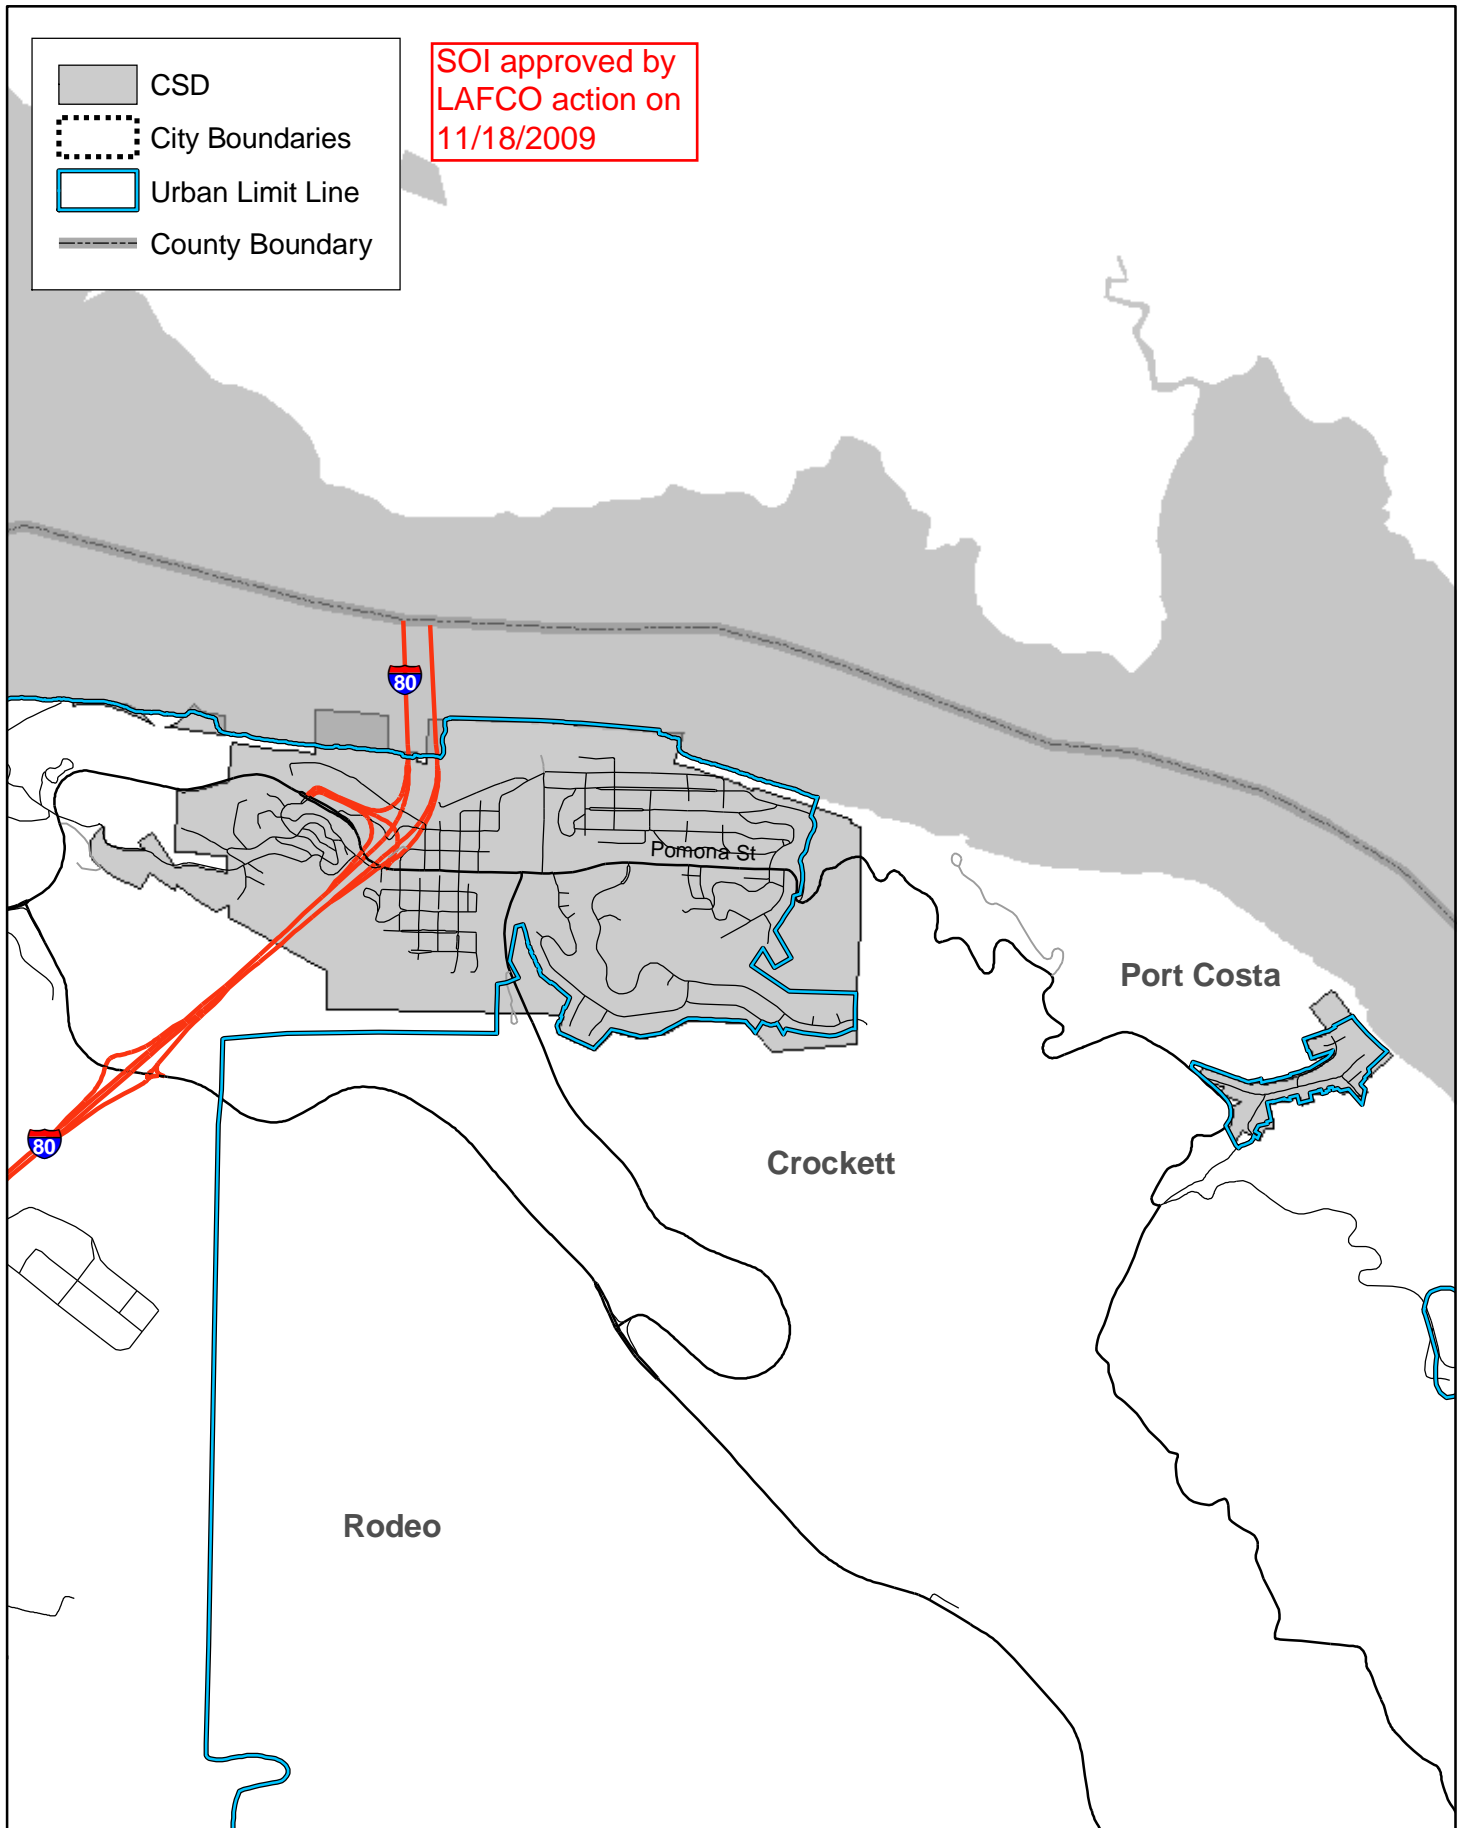 CSD
City Boundaries
Urban Limit Line
County Boundary
SOI approved by
LAFCO action on
11/18/2009
80
Pomona St
Port Costa
80
Crockett
Rodeo